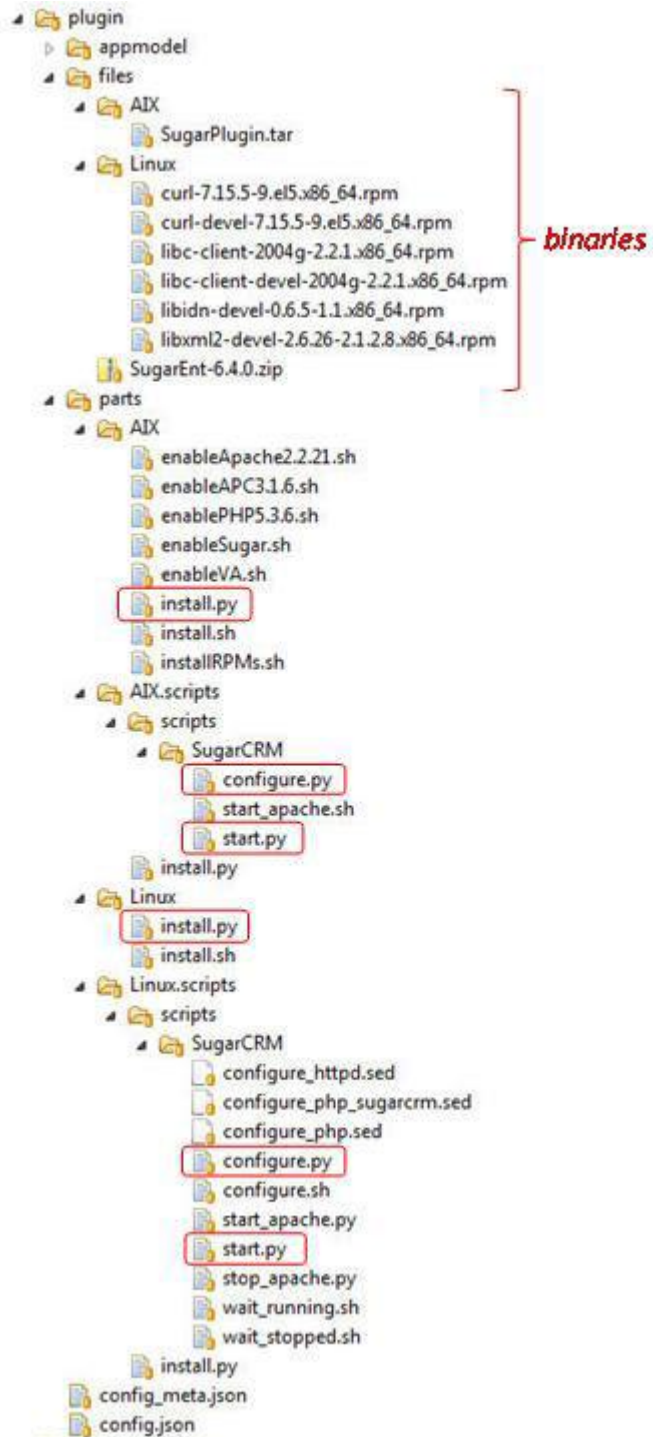 plugin
appmodel
files
AIX
SugarPlugin.tar
Linux
curl-7.15.5-9.el5.x86_64.rpm
curl-devel-7.15.5-9.el5.x86_64.rpm
libc-client-2004g-2.2.1.x86_64.rpm
libc-client-devel-2004g-2.2.1.x86_64.rpm
libidn-devel-0.6.5-1.1.x86_64.rpm
libxml2-devel-2.6.26-2.1.2.8.x86_64.rpm
SugarEnt-6.4.0.zip
binaries
parts
AIX
enableApache2.2.21.sh
enableAPC3.1.6.sh
enablePHP5.3.6.sh
enableSugar.sh
enableVA.sh
install.py
install.sh
installRPMs.sh
AIX.scripts
scripts
SugarCRM
configure.py
start_apache.sh
start.py
install.py
Linux
install.py
install.sh
Linux.scripts
scripts
SugarCRM
configure_httpd.sed
configure_php_sugarcrm.sed
configure_php.sed
configure.py
configure.sh
start_apache.py
start.py
stop_apache.py
wait_running.sh
wait_stopped.sh
install.py
config_meta.json
config.json